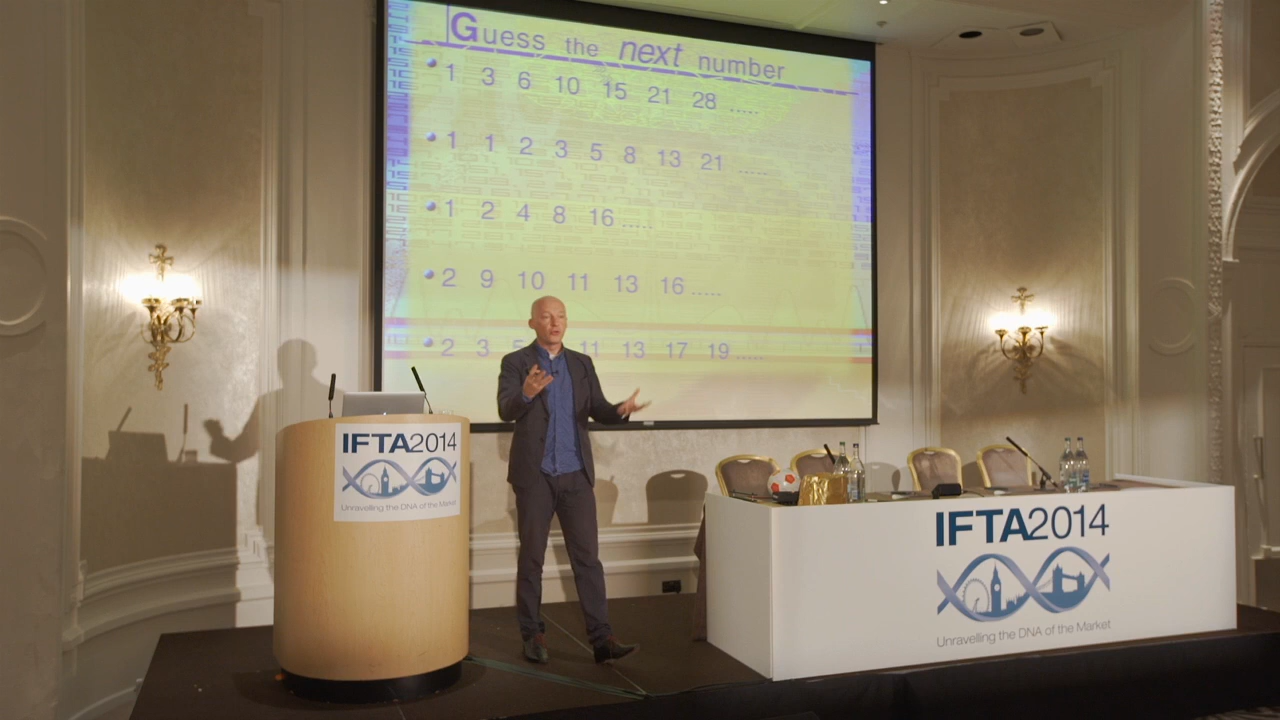 Guess the next number
1 3 6 10 15 21 28 .....
1 1 2 3 5 8 13 21 .....
1 2 4 8 16 .....
2 9 10 11 13 16 .....
2 3 5 11 13 17 19 .....
IFTA2014
Unravelling the DNA of the Market
IFTA2014
Unravelling the DNA of the Market